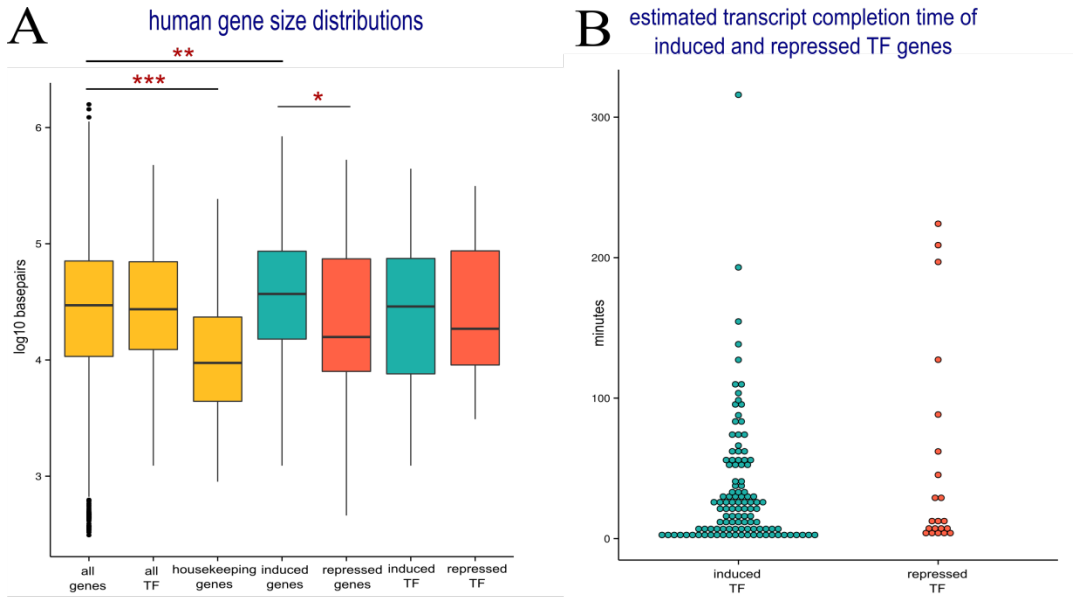 A
human gene size distributions
**
***
*
6
5
4
3
log10 basepairs
all
genes
all
TF
housekeeping
genes
induced
genes
repressed
genes
induced
TF
repressed
TF
B
estimated transcript completion time of
induced and repressed TF genes
300
200
100
0
minutes
induced
TF
repressed
TF